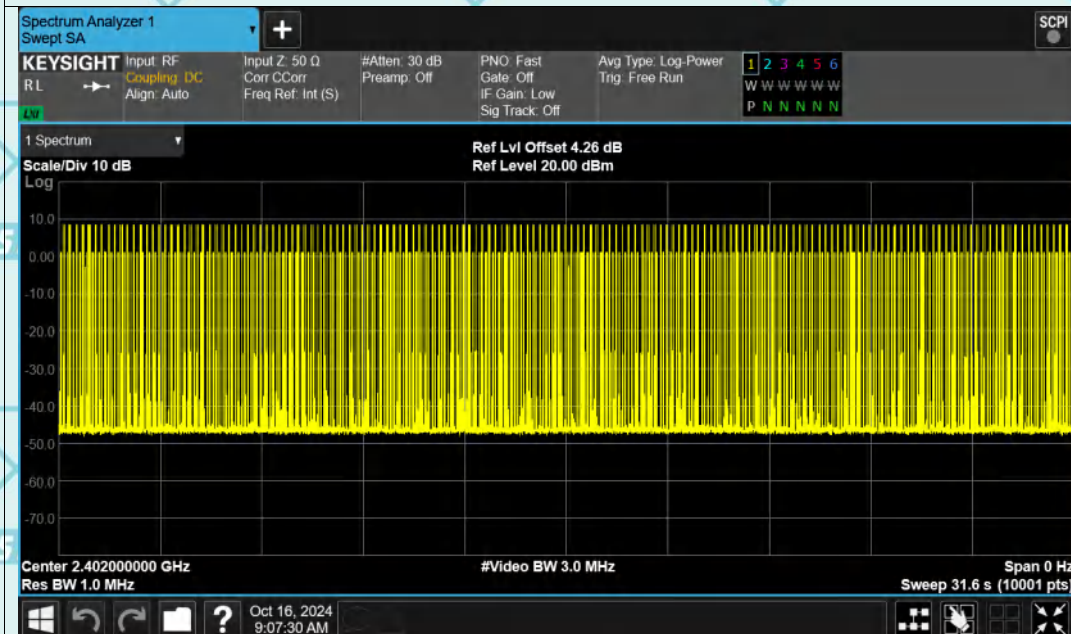 Spectrum Analyzer 1
Swept SA
+
SCPI
KEYSIGHT
RL
LXI
Input: RF
Coupling: DC
Align: Auto
Input Z: 50 Ω
Corr CCorr
Freq Ref: Int (S)
#Atten: 30 dB
Preamp: Off
PNO: Fast
Gate: Off
IF Gain: Low
Sig Track: Off
Avg Type: Log-Power
Trig: Free Run
1 2 3 4 5 6
W W W W W W
P N N N N N
1 Spectrum
Scale/Div 10 dB
Log
Ref Lvl Offset 4.26 dB
Ref Level 20.00 dBm
10.0
0.00
-10.0
-20.0
-30.0
-40.0
-50.0
-60.0
-70.0
Center 2.402000000 GHz
Res BW 1.0 MHz
#Video BW 3.0 MHz
Span 0 Hz
Sweep 31.6 s (10001 pts)
?
Oct 16, 2024
9:07:30 AM